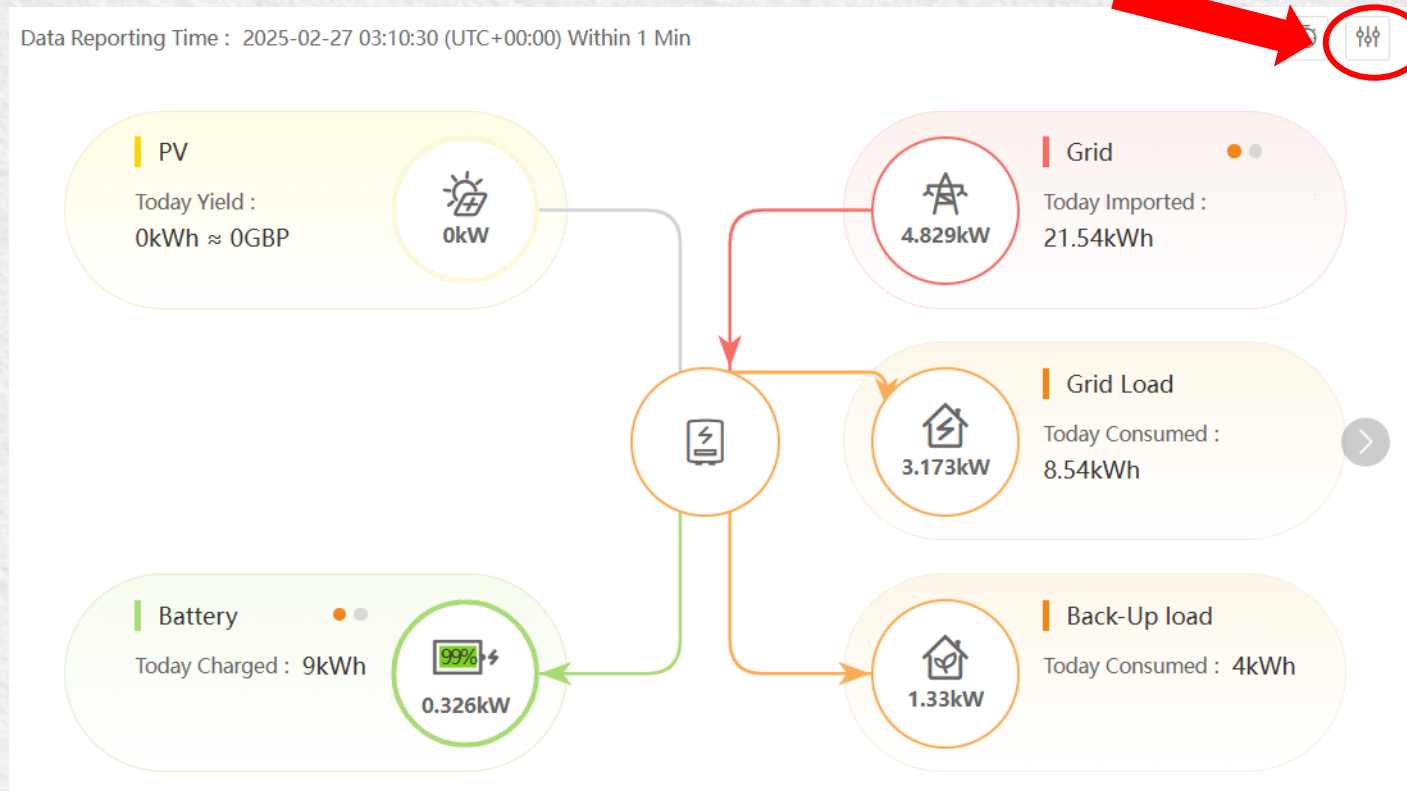 Data Reporting Time : 2025-02-27 03:10:30 (UTC+00:00) Within 1 Min
PV
Today Yield :
0kWh ≈ 0GBP
0kW
Grid
Today Imported :
21.54kWh
4.829kW
Grid Load
Today Consumed :
8.54kWh
3.173kW
Battery
Today Charged : 9kWh
99%
0.326kW
Back-Up load
Today Consumed : 4kWh
1.33kW